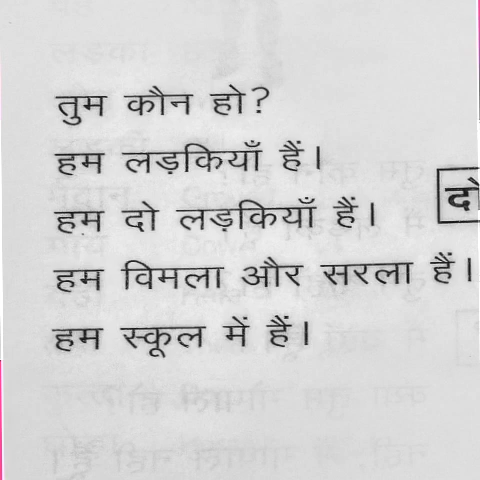 तुम कौन हो?
हम लड़कियाँ हैं।
हम दो लड़कियाँ हैं।
दो
हम विमला और सरला हैं।
हम स्कूल में हैं।